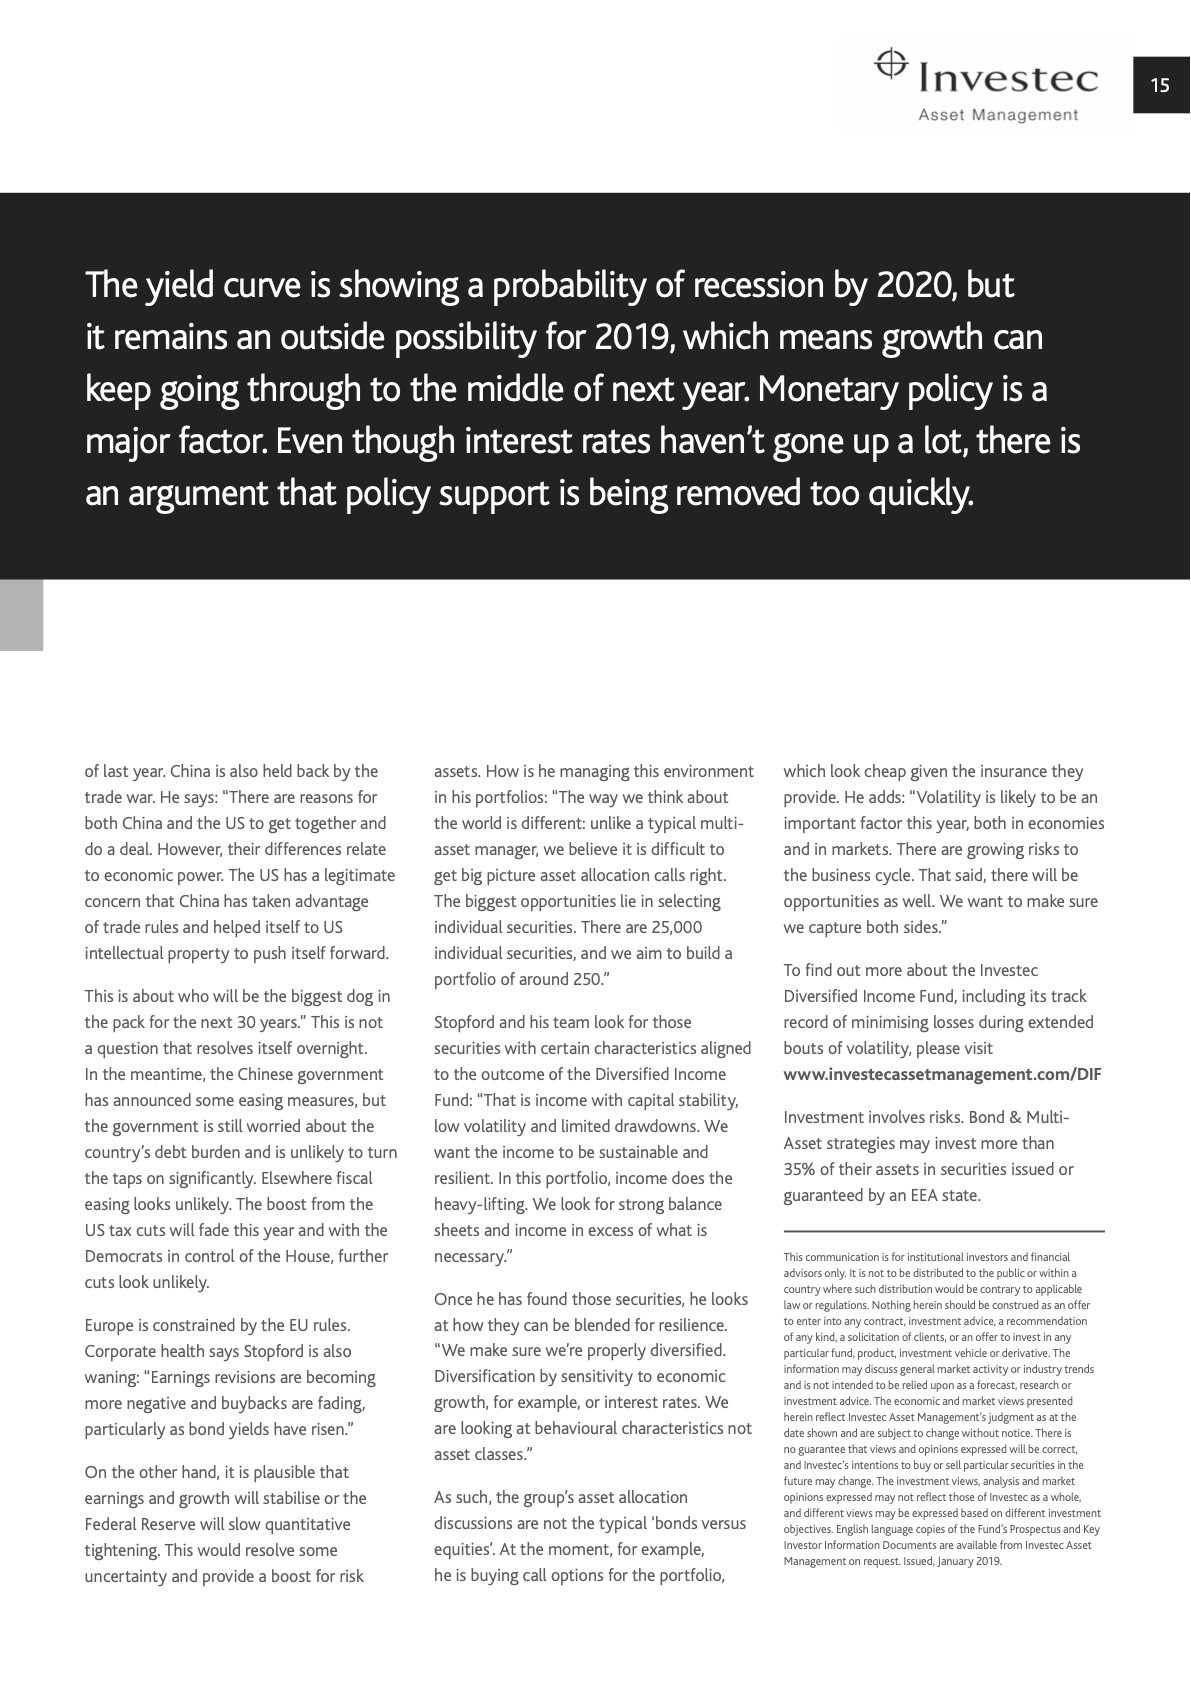 Investec
Asset Management
15
The yield curve is showing a probability of recession by 2020, but
it remains an outside possibility for 2019, which means growth can
keep going through to the middle of next year. Monetary policy is a
major factor. Even though interest rates haven’t gone up a lot, there is
an argument that policy support is being removed too quickly.
of last year. China is also held back by the
trade war. He says: “There are reasons for
both China and the US to get together and
do a deal. However, their differences relate
to economic power. The US has a legitimate
concern that China has taken advantage
of trade rules and helped itself to US
intellectual property to push itself forward.
This is about who will be the biggest dog in
the pack for the next 30 years.” This is not
a question that resolves itself overnight.
In the meantime, the Chinese government
has announced some easing measures, but
the government is still worried about the
country’s debt burden and is unlikely to turn
the taps on significantly. Elsewhere fiscal
easing looks unlikely. The boost from the
US tax cuts will fade this year and with the
Democrats in control of the House, further
cuts look unlikely.
Europe is constrained by the EU rules.
Corporate health says Stopford is also
waning: “Earnings revisions are becoming
more negative and buybacks are fading,
particularly as bond yields have risen.”
On the other hand, it is plausible that
earnings and growth will stabilise or the
Federal Reserve will slow quantitative
tightening. This would resolve some
uncertainty and provide a boost for risk
assets. How is he managing this environment
in his portfolios: “The way we think about
the world is different: unlike a typical multi-
asset manager, we believe it is difficult to
get big picture asset allocation calls right.
The biggest opportunities lie in selecting
individual securities. There are 25,000
individual securities, and we aim to build a
portfolio of around 250.”
Stopford and his team look for those
securities with certain characteristics aligned
to the outcome of the Diversified Income
Fund: “That is income with capital stability,
low volatility and limited drawdowns. We
want the income to be sustainable and
resilient. In this portfolio, income does the
heavy-lifting. We look for strong balance
sheets and income in excess of what is
necessary.”
Once he has found those securities, he looks
at how they can be blended for resilience.
“We make sure we’re properly diversified.
Diversification by sensitivity to economic
growth, for example, or interest rates. We
are looking at behavioural characteristics not
asset classes.”
As such, the group’s asset allocation
discussions are not the typical ‘bonds versus
equities’. At the moment, for example,
he is buying call options for the portfolio,
which look cheap given the insurance they
provide. He adds: “Volatility is likely to be an
important factor this year, both in economies
and in markets. There are growing risks to
the business cycle. That said, there will be
opportunities as well. We want to make sure
we capture both sides.”
To find out more about the Investec
Diversified Income Fund, including its track
record of minimising losses during extended
bouts of volatility, please visit
www.investecassetmanagement.com/DIF
Investment involves risks. Bond & Multi-
Asset strategies may invest more than
35% of their assets in securities issued or
guaranteed by an EEA state.
This communication is for institutional investors and financial
advisors only. It is not to be distributed to the public or within a
country where such distribution would be contrary to applicable
law or regulations. Nothing herein should be construed as an offer
to enter into any contract, investment advice, a recommendation
of any kind, a solicitation of clients, or an offer to invest in any
particular fund, product, investment vehicle or derivative. The
information may discuss general market activity or industry trends
and is not intended to be relied upon as a forecast, research or
investment advice. The economic and market views presented
herein reflect Investec Asset Management’s judgment as at the
date shown and are subject to change without notice. There is
no guarantee that views and opinions expressed will be correct,
and Investec’s intentions to buy or sell particular securities in the
future may change. The investment views, analysis and market
opinions expressed may not reflect those of Investec as a whole,
and different views may be expressed based on different investment
objectives. English language copies of the Fund’s Prospectus and Key
Investor Information Documents are available from Investec Asset
Management on request. Issued, January 2019.